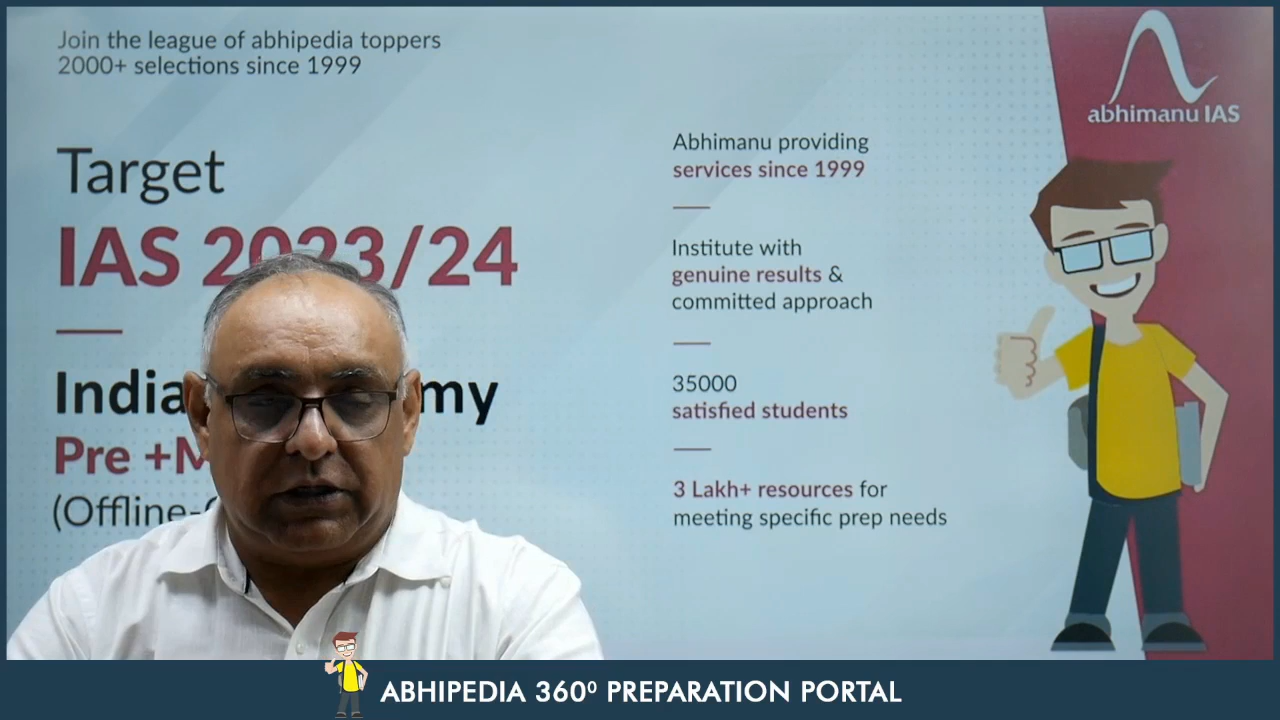 Join the league of abhipedia toppers
2000+ selections since 1999
Target
IAS 2023/24
Pre +M
(Offline-
Abhimanu providing
services since 1999
Institute with
genuine results &
committed approach
35000
satisfied students
3 Lakh+ resources for
meeting specific prep needs
abhimanu IAS
ABHIPEDIA 360⁰ PREPARATION PORTAL